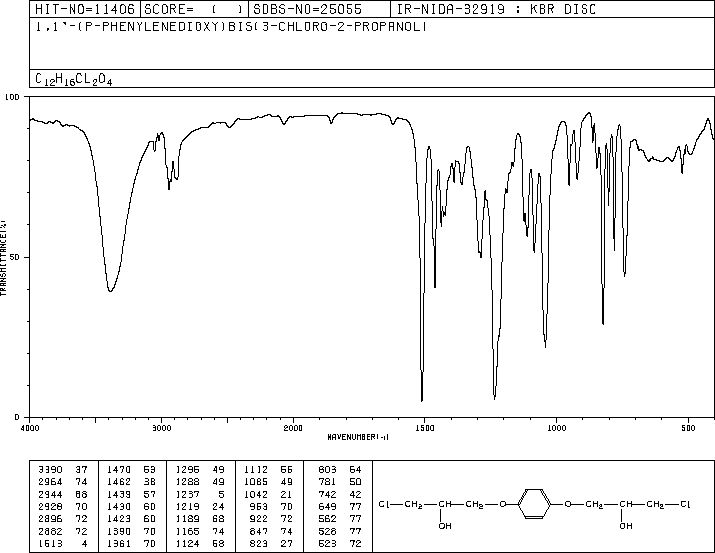 HIT-NO=11406 SCORE= ( ) SDBS-NO=25055 IR-NIDA-32919 : KBR DISC
1,1'-(P-PHENYLENEDIOXY)BIS(3-CHLORO-2-PROPANOL)
C12H16CL2O4
100
50
0
TRANSMITTANCE(%)
4000 3000 2000 1500 1000 500
WAVENUMBER(-1)
3390 37 1470 59 1296 49 1112 55 803 64
2964 74 1462 38 1288 49 1085 49 781 50
2944 68 1439 57 1237 5 1042 21 742 42
2928 70 1430 60 1219 24 953 70 649 77
2896 72 1423 60 1189 68 922 72 562 77
2882 72 1390 70 1165 74 847 74 528 77
1513 4 1361 70 1124 58 823 27 523 72
Cl CH2 CH CH2 O O CH2 CH CH2 Cl
OH OH